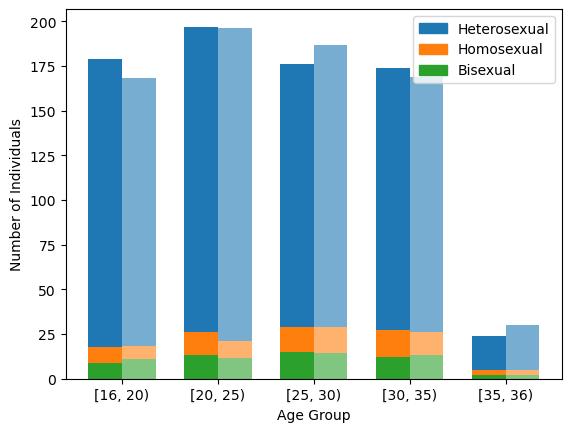 Heterosexual
Homosexual
Bisexual
Number of Individuals
200
175
150
125
100
75
50
25
0
[16, 20) [20, 25) [25, 30) [30, 35) [35, 36)
Age Group